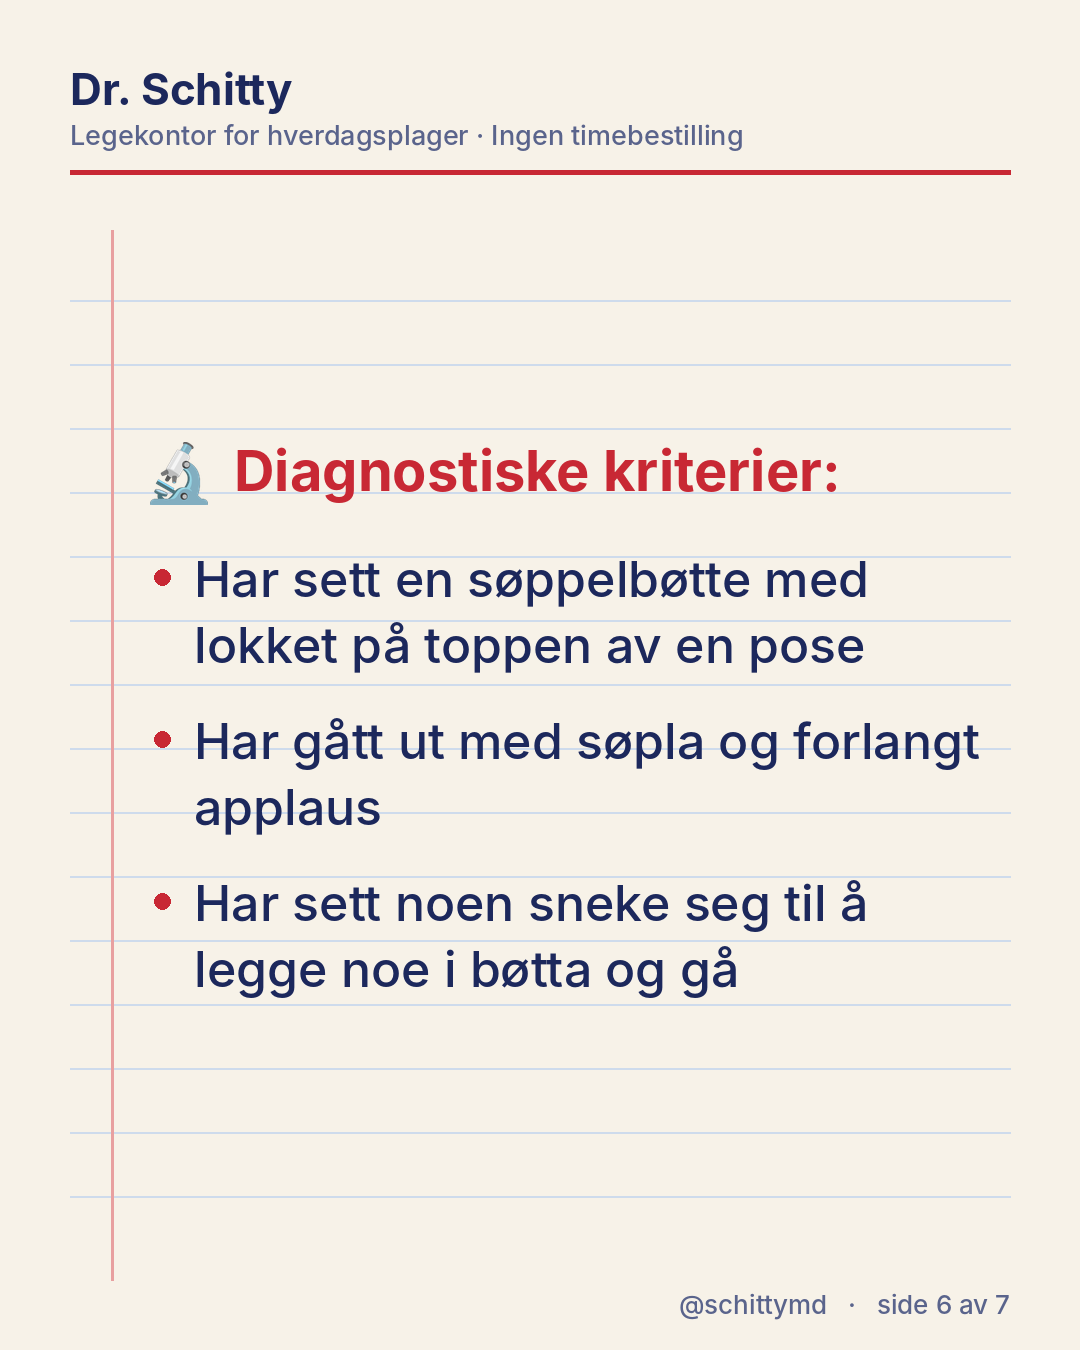 Dr. Schitty
Legekontor for hverdagsplager · Ingen timebestilling
🔬 Diagnostiske kriterier:
• Har sett en søppelbøtte med
lokket på toppen av en pose
• Har gått ut med søpla og forlangt
applaus
• Har sett noen sneke seg til å
legge noe i bøtta og gå
@schittymd · side 6 av 7